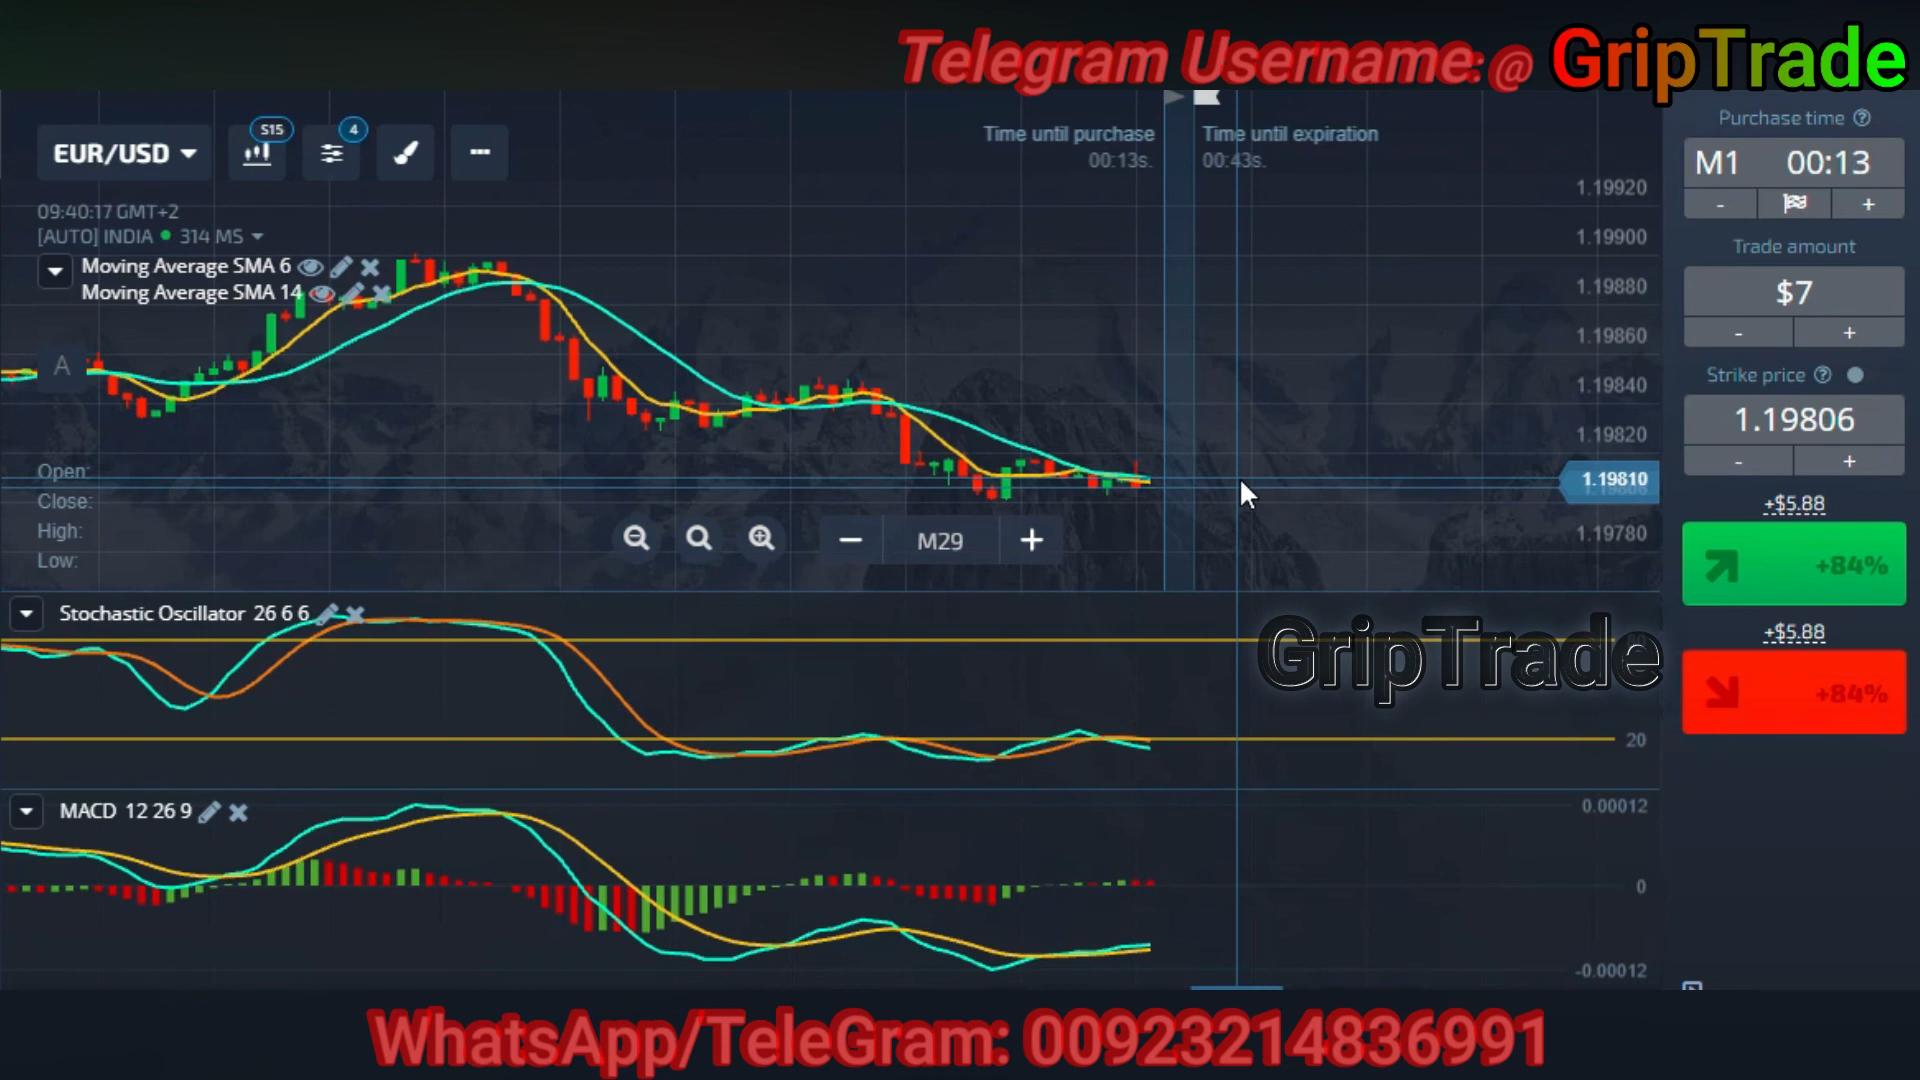 Telegram Username:@ GripTrade
EUR/USD
S15
4
Time until purchase
00:13s.
Time until expiration
00:43s.
Purchase time
M1 00:13
- +
Trade amount
$7
- +
Strike price
1.19806
- +
+$5.88
+84%
+$5.88
+84%
09:40:17 GMT+2
[AUTO] INDIA 314 MS
Moving Average SMA 6
Moving Average SMA 14
A
1.19920
1.19900
1.19880
1.19860
1.19840
1.19820
1.19810
1.19780
Open:
Close:
High:
Low:
M29
Stochastic Oscillator 26 6 6
GripTrade
20
MACD 12 26 9
0.00012
0
-0.00012
WhatsApp/TeleGram: 00923214836991